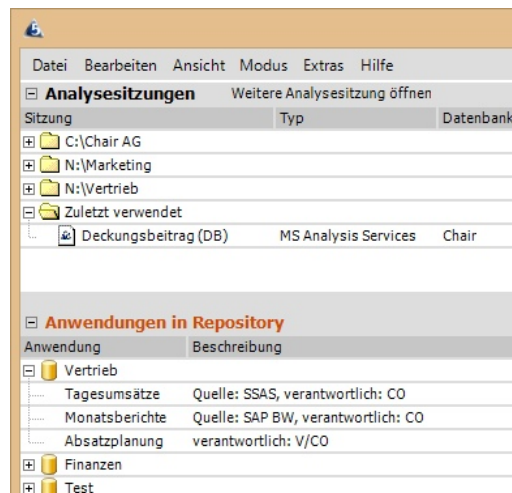 Datei Bearbeiten Ansicht Modus Extras Hilfe
Analysesitzungen Weitere Analysesitzung öffnen
Sitzung Typ Datenbank
C:\Chair AG
N:\Marketing
N:\Vertrieb
Zuletzt verwendet
Deckungsbeitrag (DB) MS Analysis Services Chair
Anwendungen in Repository
Anwendung Beschreibung
Vertrieb
Tagesumsätze Quelle: SSAS, verantwortlich: CO
Monatsberichte Quelle: SAP BW, verantwortlich: CO
Absatzplanung verantwortlich: V/CO
Finanzen
Test